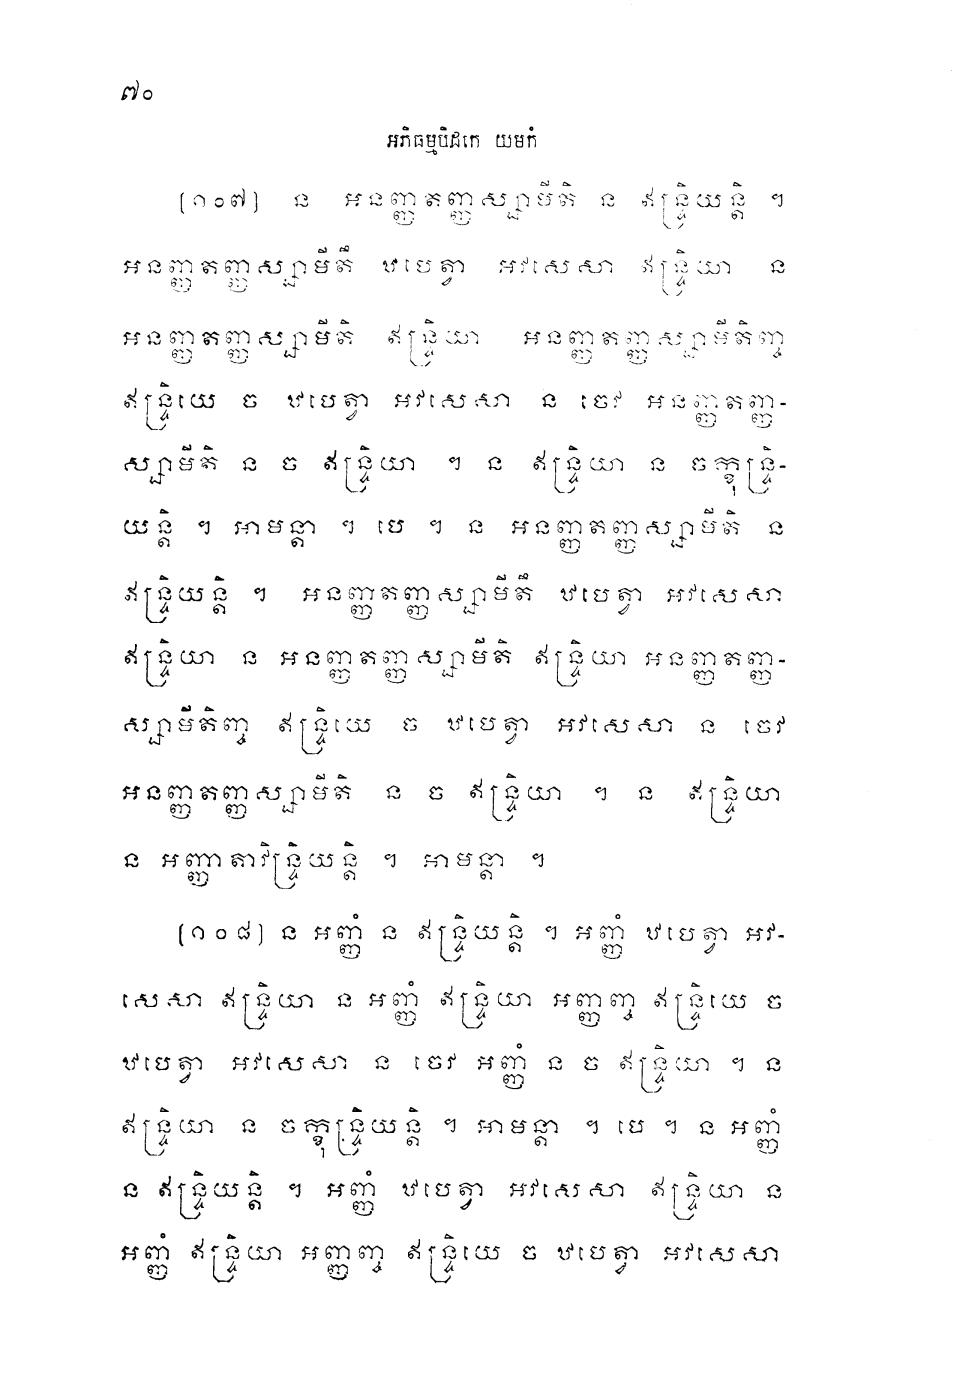 ៧០
អភិធម្មបិដកេ យមកំ
[១០៧] ន អនញ្ញតញ្ញស្សាមីតិ ន ឥន្ទ្រិយន្តិ ។
អនញ្ញតញ្ញស្សាមីតឹ ឋបេត្វា អវសេសា ឥន្ទ្រិយា ន
អនញ្ញតញ្ញស្សាមីតិ ឥន្ទ្រិយា អនញ្ញតញ្ញស្សាមីតិញ្ច
ឥន្ទ្រិយេ ច ឋបេត្វា អវសេសា ន ចេវ អនញ្ញតញ្ញ-
ស្សាមីតិ ន ច ឥន្ទ្រិយា ។ ន ឥន្ទ្រិយា ន ចក្ខុន្ទ្រិ-
យន្តិ ។ អាមន្តា ។ បេ ។ ន អនញ្ញតញ្ញស្សាមីតិ ន
ឥន្ទ្រិយន្តិ ។ អនញ្ញតញ្ញស្សាមីតឹ ឋបេត្វា អវសេសា
ឥន្ទ្រិយា ន អនញ្ញតញ្ញស្សាមីតិ ឥន្ទ្រិយា អនញ្ញតញ្ញ-
ស្សាមីតិញ្ច ឥន្ទ្រិយេ ច ឋបេត្វា អវសេសា ន ចេវ
អនញ្ញតញ្ញស្សាមីតិ ន ច ឥន្ទ្រិយា ។ ន ឥន្ទ្រិយា
ន អញ្ញាតាវិន្ទ្រិយន្តិ ។ អាមន្តា ។
[១០៨] ន អញ្ញំ ន ឥន្ទ្រិយន្តិ ។ អញ្ញំ ឋបេត្វា អវ-
សេសា ឥន្ទ្រិយា ន អញ្ញំ ឥន្ទ្រិយា អញ្ញញ្ច ឥន្ទ្រិយេ ច
ឋបេត្វា អវសេសា ន ចេវ អញ្ញំ ន ច ឥន្ទ្រិយា ។ ន
ឥន្ទ្រិយា ន ចក្ខុន្ទ្រិយន្តិ ។ អាមន្តា ។ បេ ។ ន អញ្ញំ
ន ឥន្ទ្រិយន្តិ ។ អញ្ញំ ឋបេត្វា អវសេសា ឥន្ទ្រិយា ន
អញ្ញំ ឥន្ទ្រិយា អញ្ញញ្ច ឥន្ទ្រិយេ ច ឋបេត្វា អវសេសា